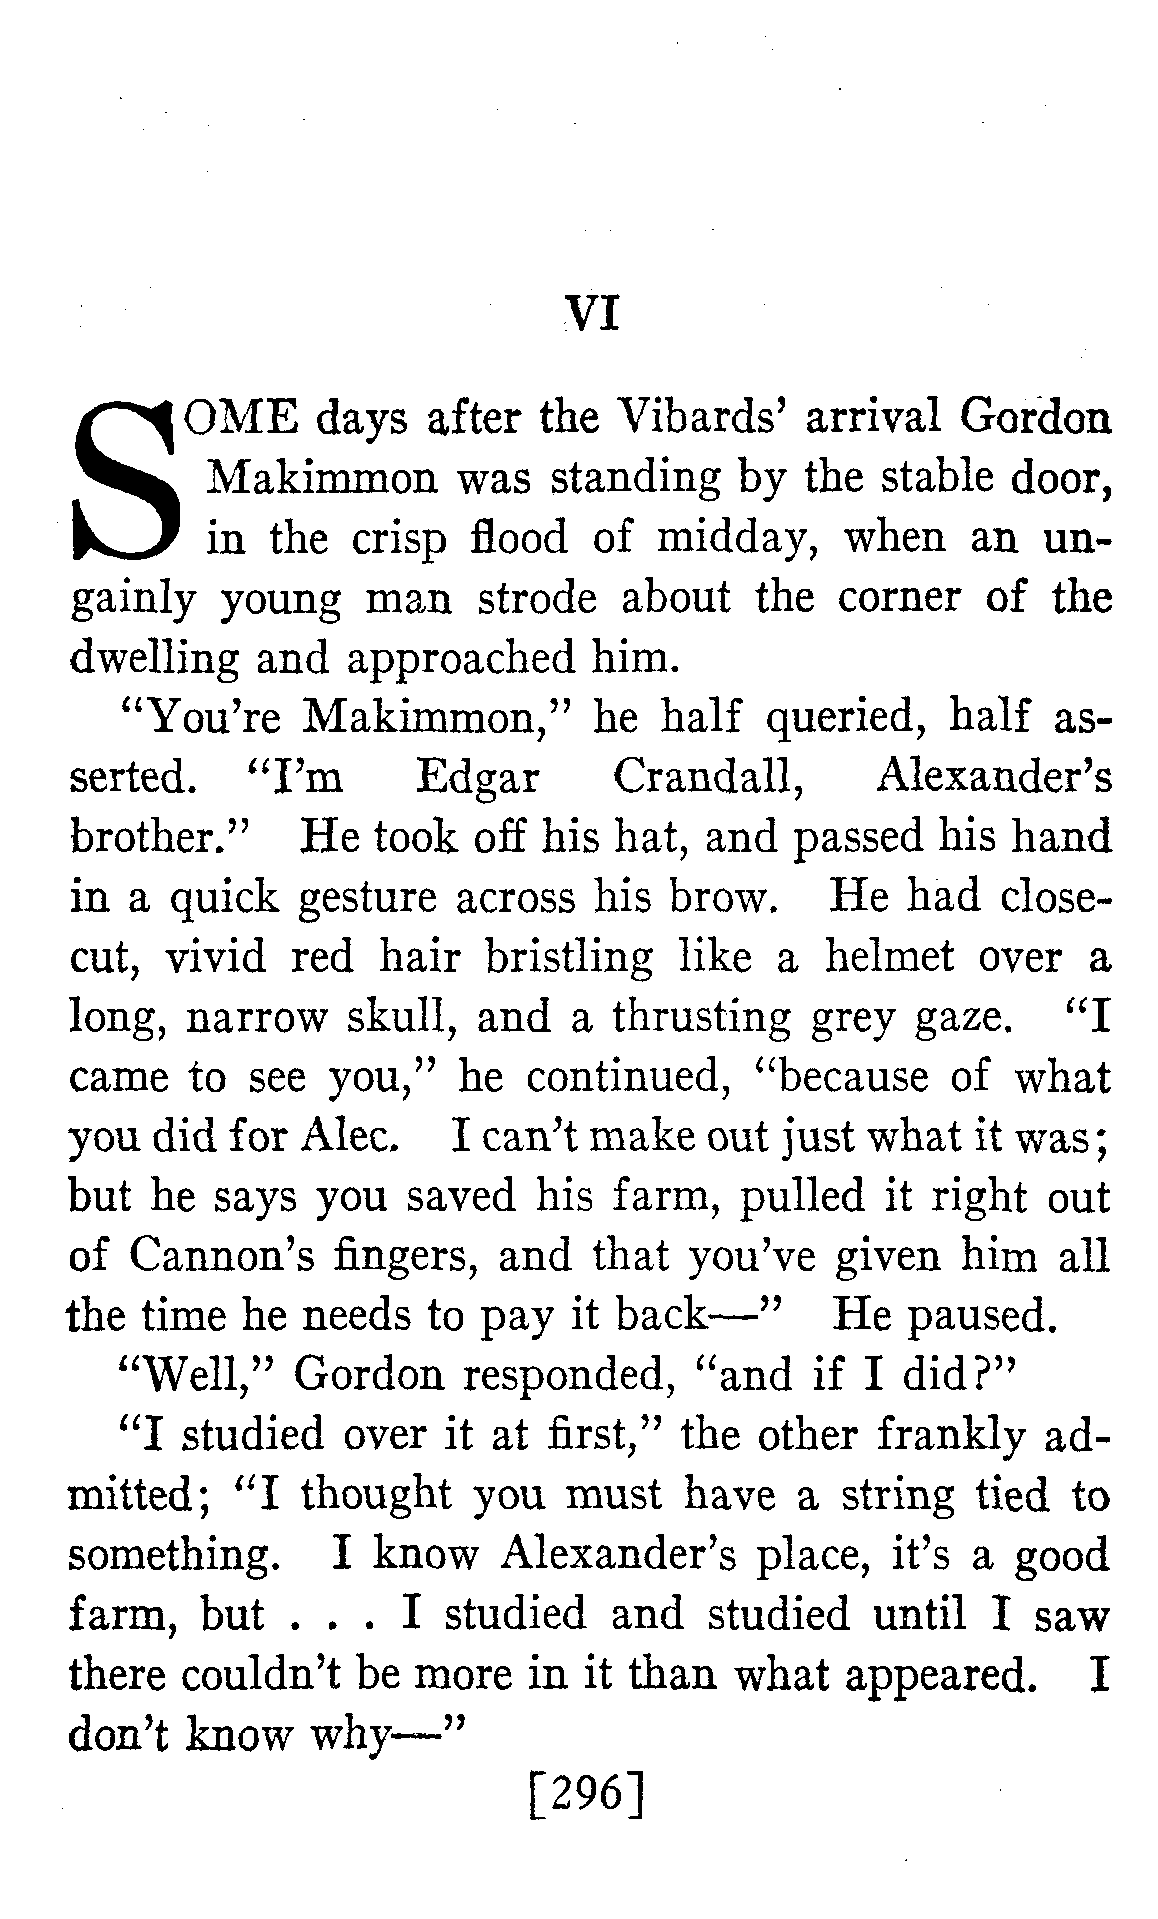 VI
SOME days after the Vibards' arrival Gordon
Makimmon was standing by the stable door,
in the crisp flood of midday, when an un-
gainly young man strode about the corner of the
dwelling and approached him.
"You're Makimmon," he half queried, half as-
serted. "I'm Edgar Crandall, Alexander's
brother." He took off his hat, and passed his hand
in a quick gesture across his brow. He had close-
cut, vivid red hair bristling like a helmet over a
long, narrow skull, and a thrusting grey gaze. "I
came to see you," he continued, "because of what
you did for Alec. I can't make out just what it was;
but he says you saved his farm, pulled it right out
of Cannon's fingers, and that you've given him all
the time he needs to pay it back—" He paused.
"Well," Gordon responded, "and if I did?"
"I studied over it at first," the other frankly ad-
mitted; "I thought you must have a string tied to
something. I know Alexander's place, it's a good
farm, but . . . I studied and studied until I saw
there couldn't be more in it than what appeared. I
don't know why—"
[296]